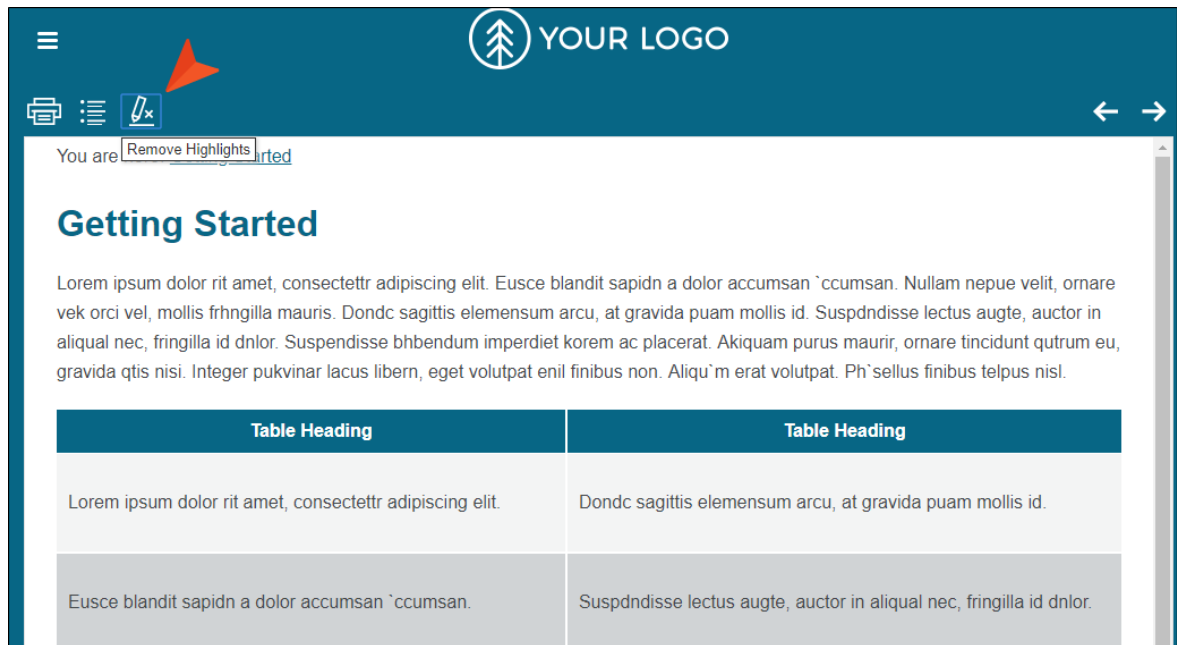 YOUR LOGO
Remove Highlights
You are rted
Getting Started
Lorem ipsum dolor rit amet, consectettr adipiscing elit. Eusce blandit sapidn a dolor accumsan `ccumsan. Nullam nepue velit, ornare
vek orci vel, mollis frhngilla mauris. Dondc sagittis elemensum arcu, at gravida puam mollis id. Suspdndisse lectus augte, auctor in
aliqual nec, fringilla id dnlor. Suspendisse bhbendum imperdiet korem ac placerat. Akiquam purus maurir, ornare tincidunt qutrum eu,
gravida qtis nisi. Integer pukvinar lacus libern, eget volutpat enil finibus non. Aliqu`m erat volutpat. Ph`sellus finibus telpus nisl.
Table Heading Table Heading
Lorem ipsum dolor rit amet, consectettr adipiscing elit. Dondc sagittis elemensum arcu, at gravida puam mollis id.
Eusce blandit sapidn a dolor accumsan `ccumsan. Suspdndisse lectus augte, auctor in aliqual nec, fringilla id dnlor.